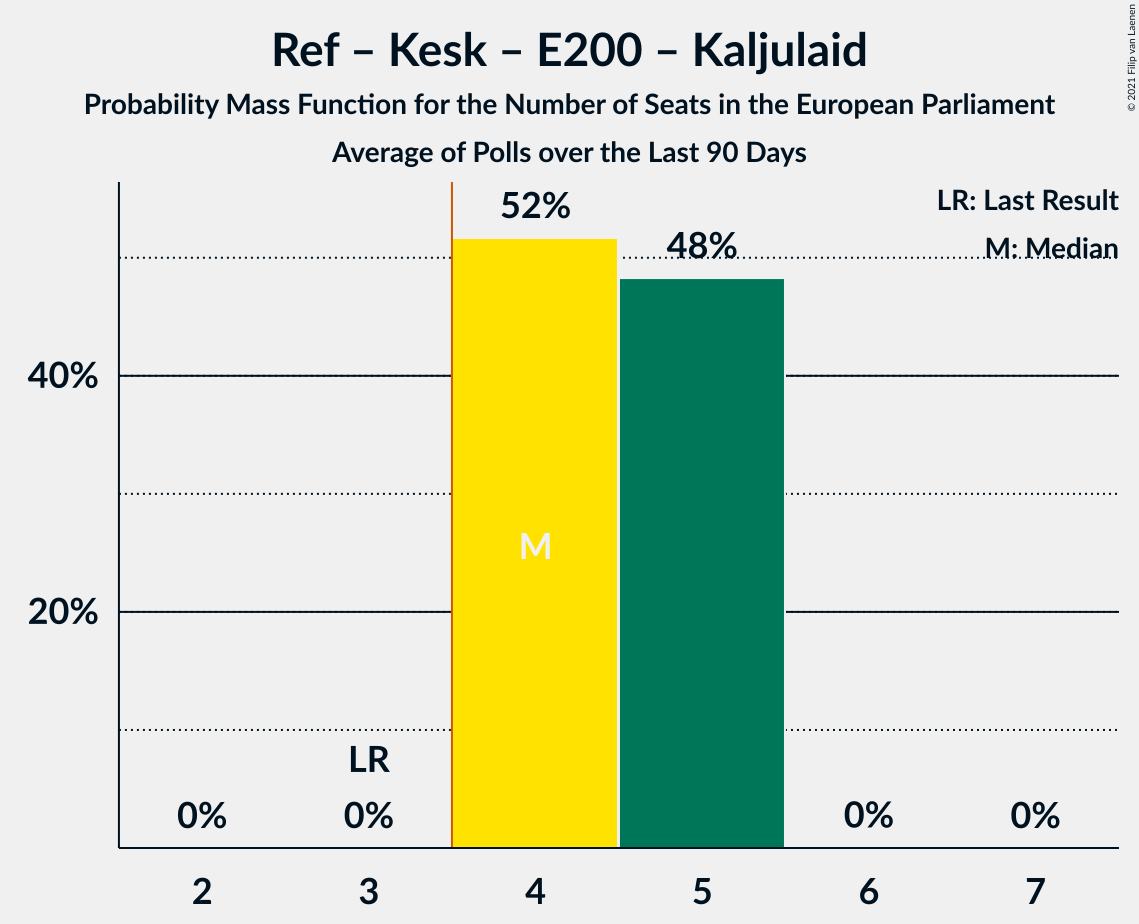 Ref – Kesk – E200 – Kaljulaid
Probability Mass Function for the Number of Seats in the European Parliament
Average of Polls over the Last 90 Days
© 2021 Filip van Laenen
LR: Last Result
M: Median
52%
48%
40%
20%
M
LR
0%
0%
0%
0%
2
3
4
5
6
7